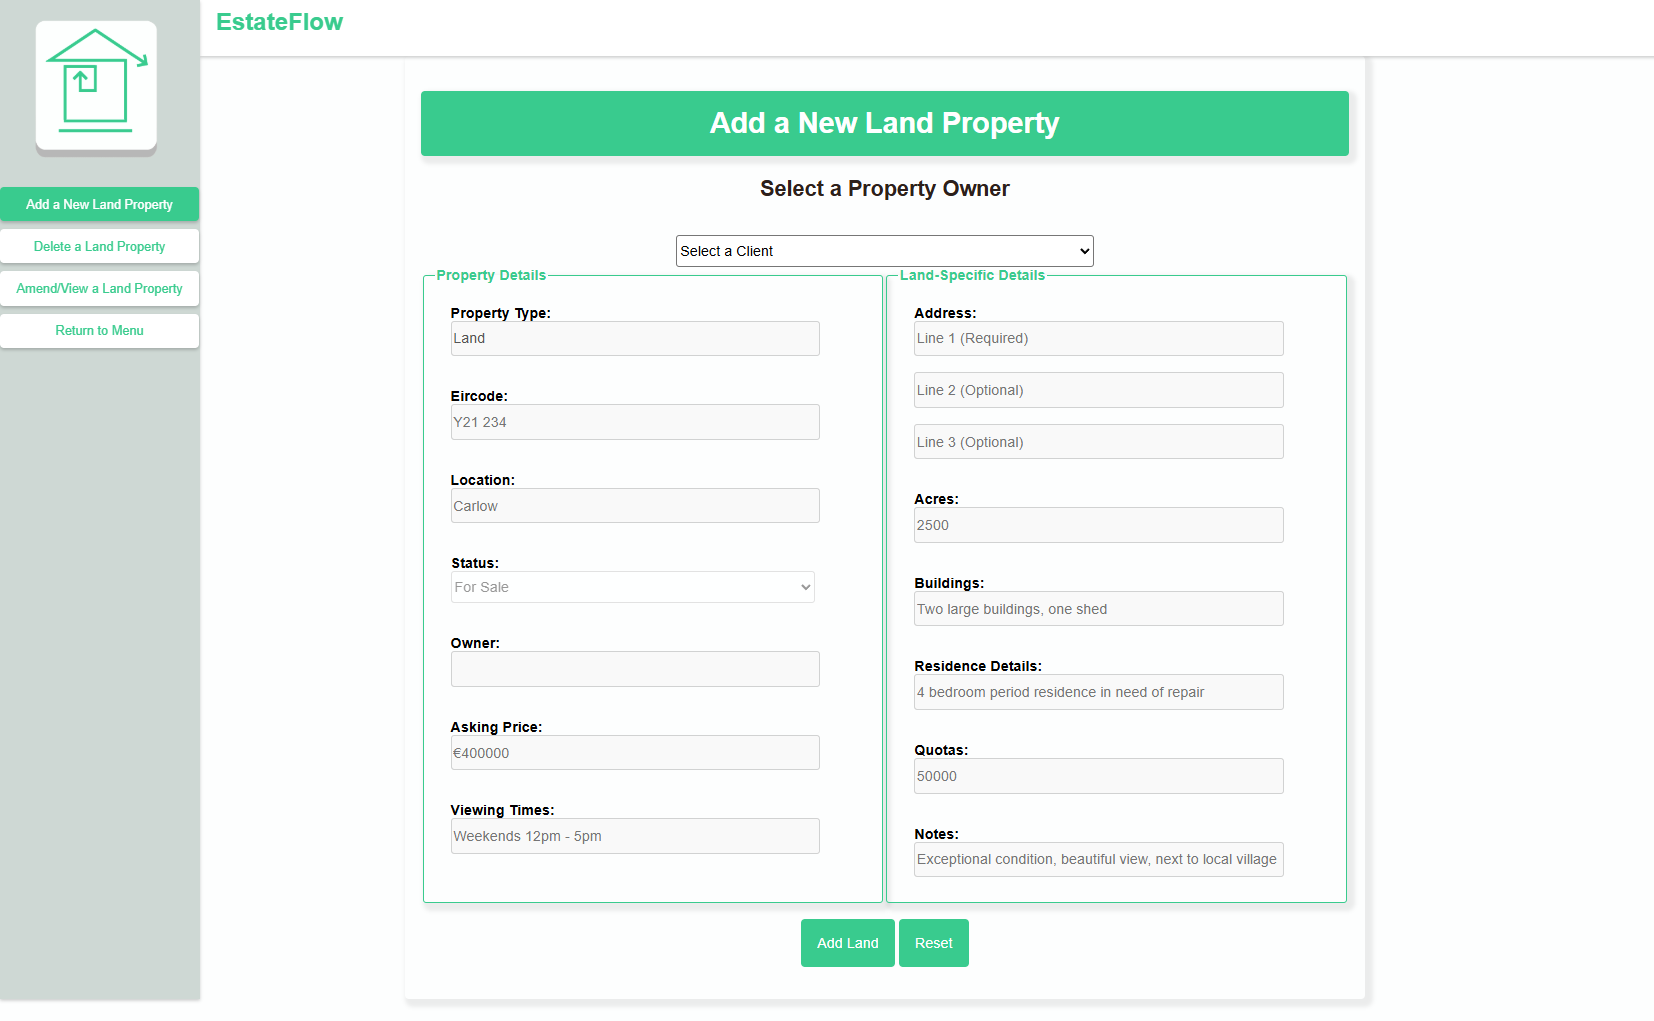 EstateFlow
Add a New Land Property
Delete a Land Property
Amend/View a Land Property
Return to Menu
Add a New Land Property
Select a Property Owner
Select a Client
Property Details
Property Type:
Land
Eircode:
Y21 234
Location:
Carlow
Status:
For Sale
Owner:
Asking Price:
€400000
Viewing Times:
Weekends 12pm - 5pm
Land-Specific Details
Address:
Line 1 (Required)
Line 2 (Optional)
Line 3 (Optional)
Acres:
2500
Buildings:
Two large buildings, one shed
Residence Details:
4 bedroom period residence in need of repair
Quotas:
50000
Notes:
Exceptional condition, beautiful view, next to local village
Add Land
Reset